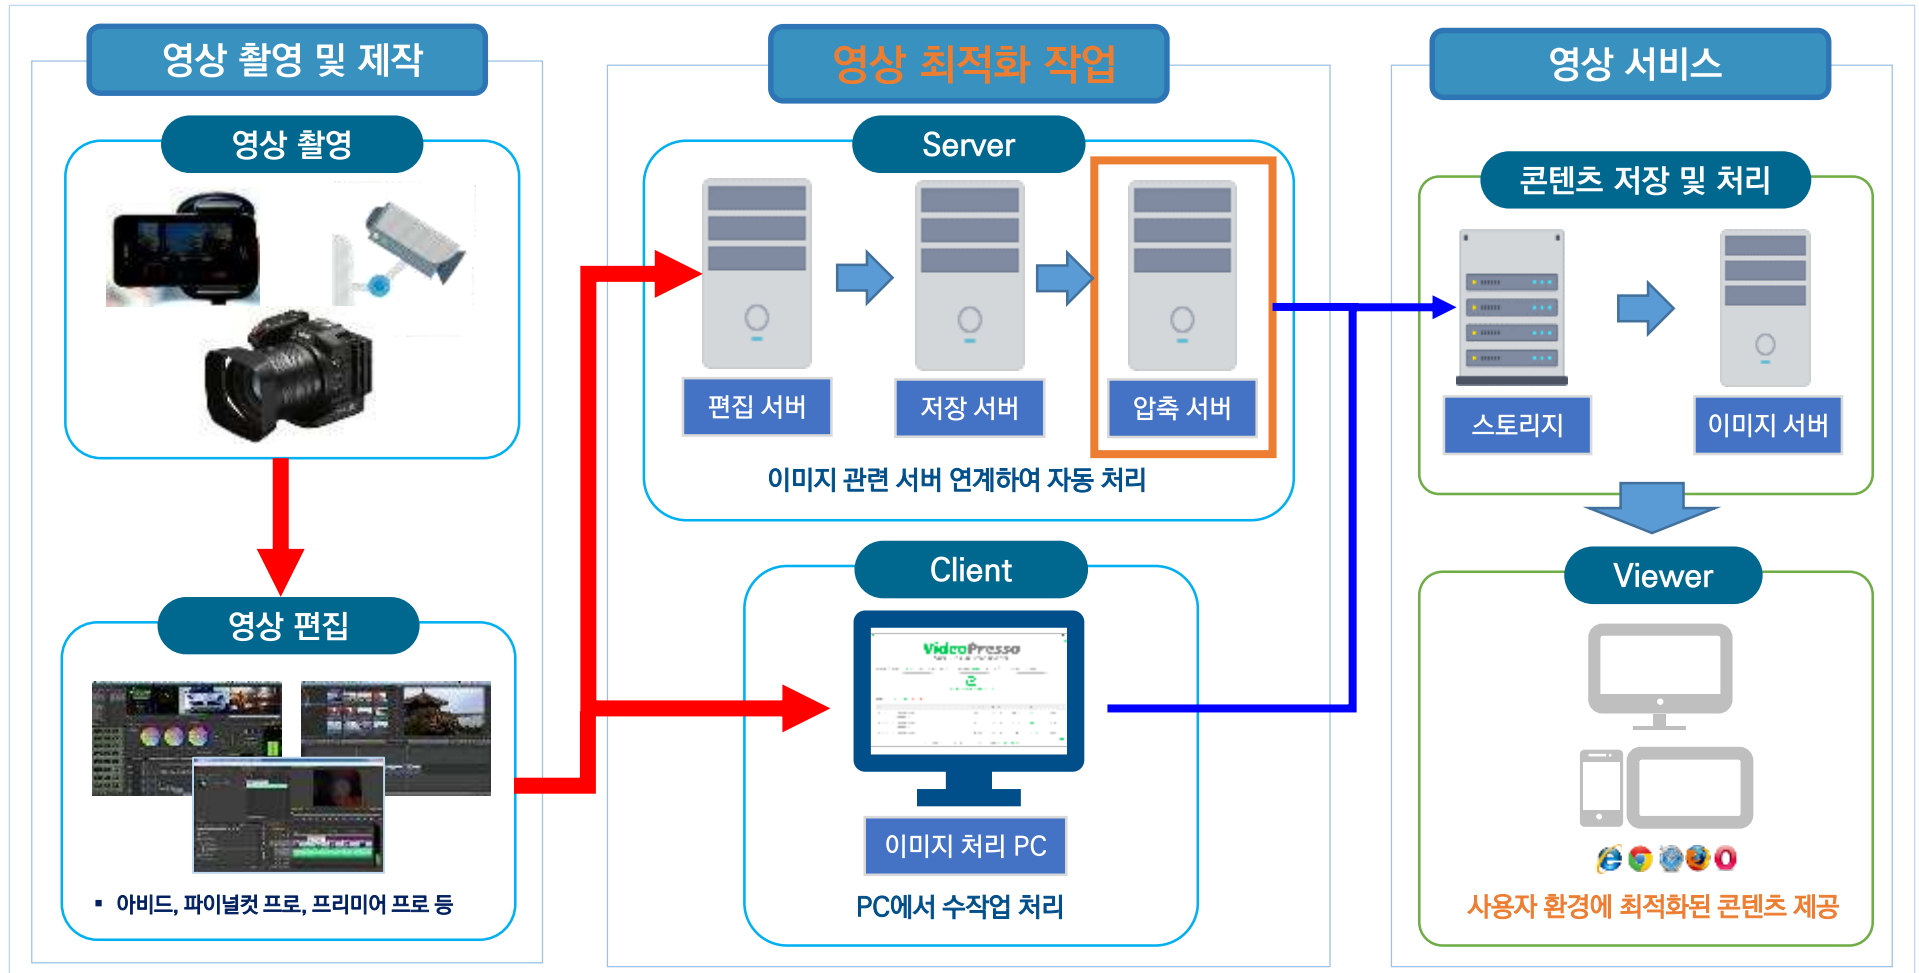 영상 촬영 및 제작
영상 촬영
영상 편집
▪ 아비드, 파이널컷 프로, 프리미어 프로 등
영상 최적화 작업
Server
편집 서버
저장 서버
압축 서버
이미지 관련 서버 연계하여 자동 처리
Client
VideoPresso
이미지 처리 PC
PC에서 수작업 처리
영상 서비스
콘텐츠 저장 및 처리
스토리지
이미지 서버
Viewer
사용자 환경에 최적화된 콘텐츠 제공